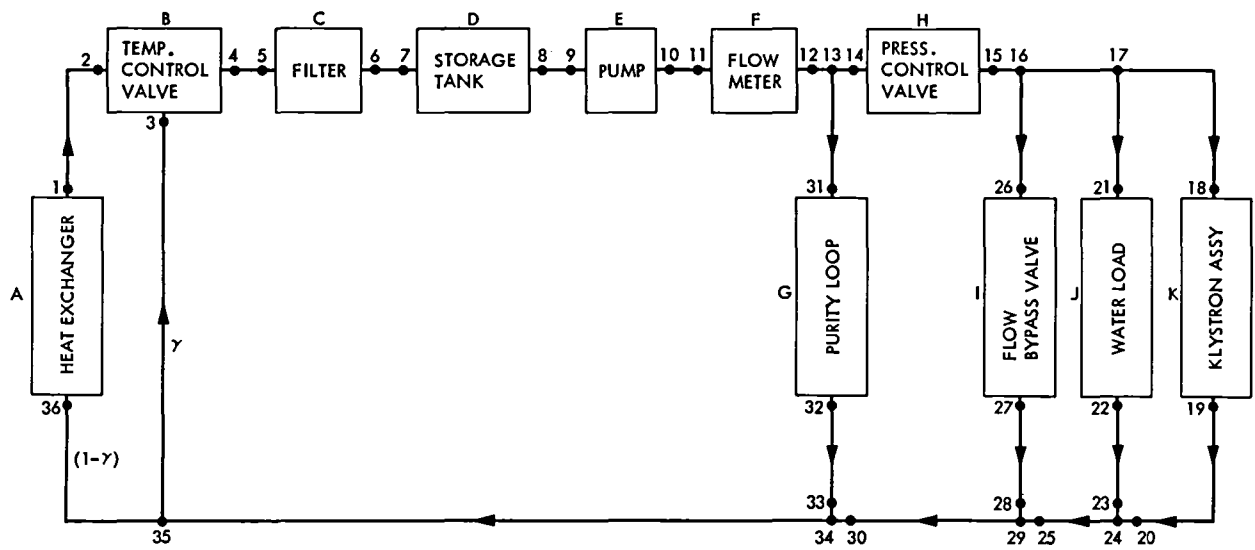 B
C
D
E
F
H
2
TEMP.
CONTROL
VALVE
3
4
5
FILTER
6
7
STORAGE
TANK
8
9
PUMP
10
11
FLOW
METER
12
13
14
PRESS.
CONTROL
VALVE
15
16
17
1
31
26
21
18
A
HEAT EXCHANGER
γ
G
PURITY LOOP
I
FLOW
BYPASS VALVE
J
WATER LOAD
K
KLYSTRON ASSY
36
32
27
22
19
(1-γ)
33
28
23
35
34
30
29
25
24
20